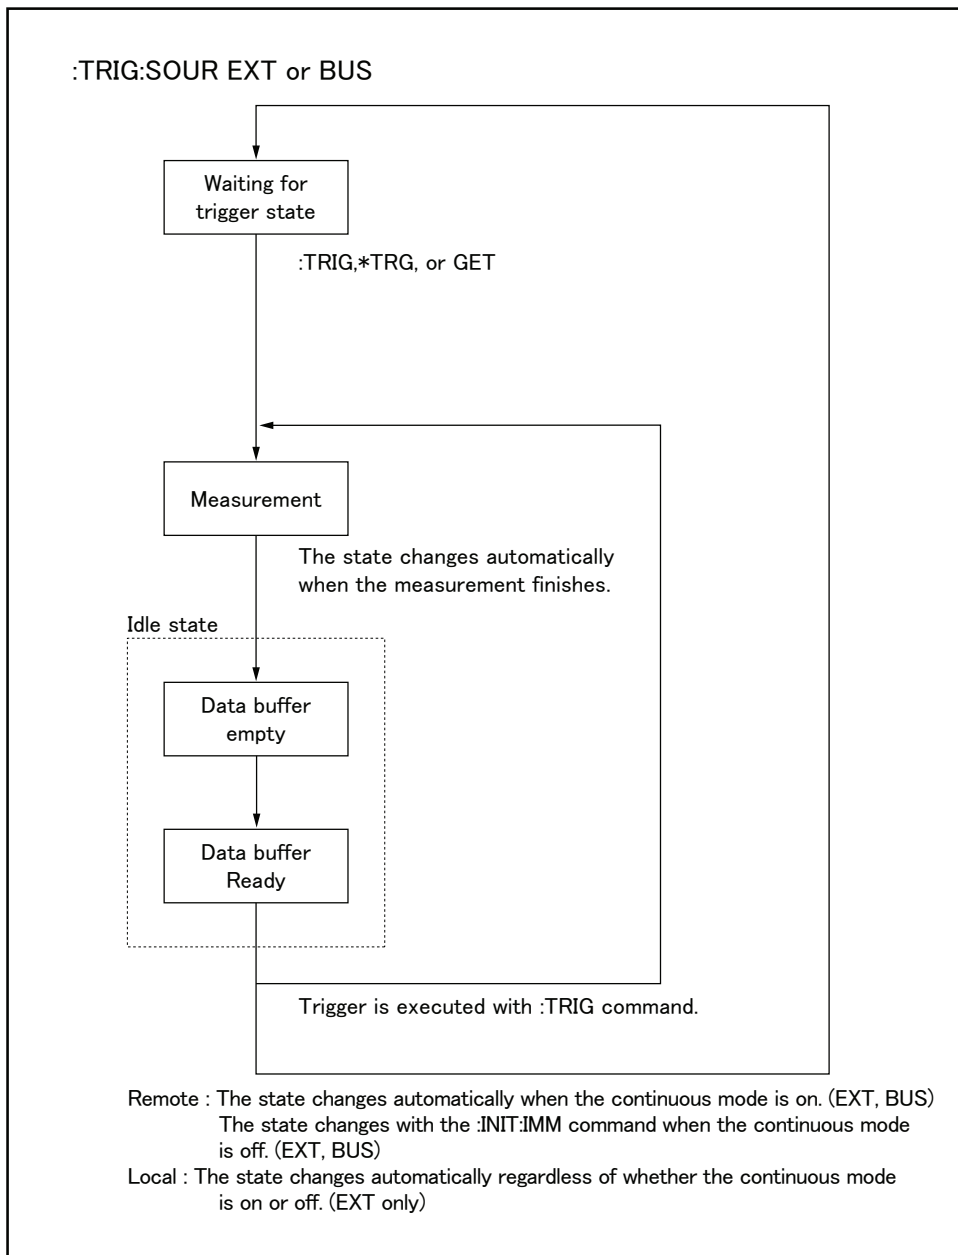 :TRIG:SOUR EXT or BUS
Waiting for
trigger state
:TRIG,*TRG, or GET
Measurement
The state changes automatically
when the measurement finishes.
Idle state
Data buffer
empty
Data buffer
Ready
Trigger is executed with :TRIG command.
Remote : The state changes automatically when the continuous mode is on. (EXT, BUS)
The state changes with the :INIT:IMM command when the continuous mode
is off. (EXT, BUS)
Local : The state changes automatically regardless of whether the continuous mode
is on or off. (EXT only)